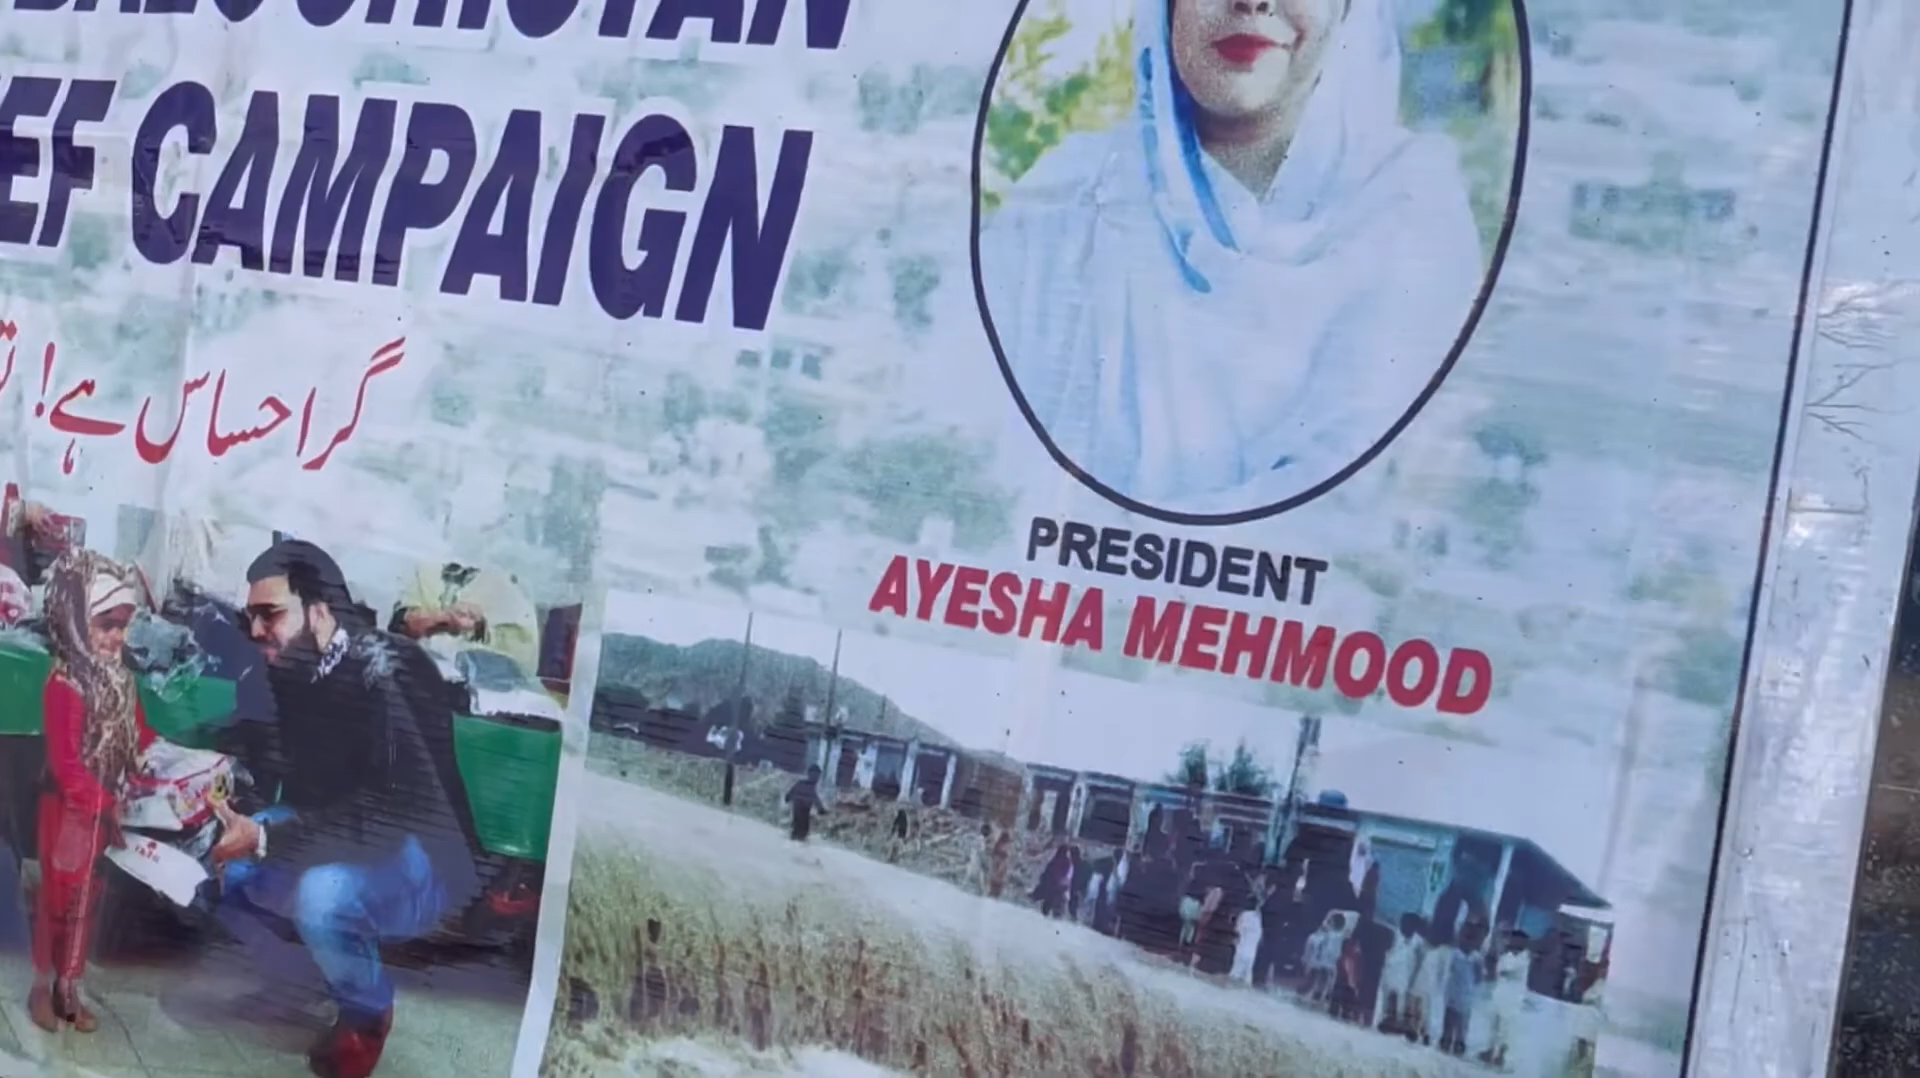 BALOCHISTAN
EF CAMPAIGN
گر احساس ہے!
PRESIDENT
AYESHA MEHMOOD